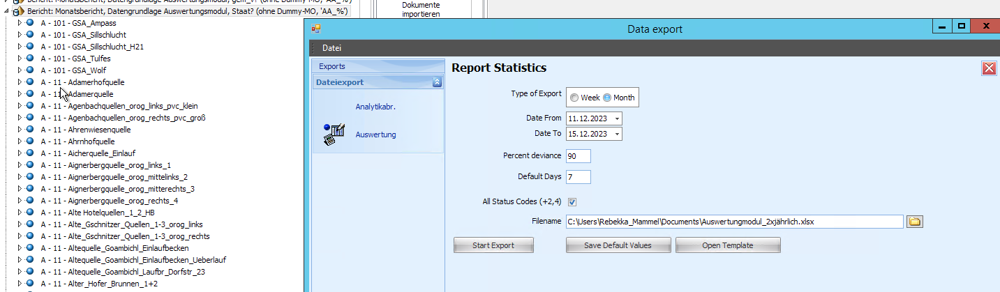 Bericht: Monatsbericht, Datengrundlage Auswertungsmodul, gem_v? (ohne Dummy-MO, 'AA_%')
Bericht: Monatsbericht, Datengrundlage Auswertungsmodul, Staat? (ohne Dummy-MO, 'AA_%')
A - 101 - GSA_Ampass
A - 101 - GSA_Sillschlucht
A - 101 - GSA_Sillschlucht_H21
A - 101 - GSA_Tulfes
A - 101 - GSA_Wolf
A - 11 - Adamerhofquelle
A - 11 - Adamerquelle
A - 11 - Agenbachquellen_orog_links_pvc_klein
A - 11 - Agenbachquellen_orog_rechts_pvc_groß
A - 11 - Ahrenwiesenquelle
A - 11 - Ahrnhofquelle
A - 11 - Aicherquelle_Einlauf
A - 11 - Aignerbergquelle_orog_links_1
A - 11 - Aignerbergquelle_orog_mittelinks_2
A - 11 - Aignerbergquelle_orog_mitterechts_3
A - 11 - Aignerbergquelle_orog_rechts_4
A - 11 - Alte Hotelquellen_1_2_HB
A - 11 - Alte_Gschnitzer_Quellen_1-3_orog_links
A - 11 - Alte_Gschnitzer_Quellen_1-3_orog_rechts
A - 11 - Altequelle_Goambichl_Einlaufbecken
A - 11 - Altequelle_Goambichl_Einlaufbecken_Ueberlauf
A - 11 - Altequelle_Goambichl_Laufbr_Dorfstr_23
A - 11 - Alter_Hofer_Brunnen_1+2
Dokumente
importieren
Data export
Datei
Exports
Dateiexport
Analytikabr.
Auswertung
Report Statistics
Type of Export Week Month
Date From 11.12.2023
Date To 15.12.2023
Percent deviance 90
Default Days 7
All Status Codes (+2,4)
Filename C:\Users\Rebekka_Mammel\Documents\Auswertungmodul_2xjährlich.xlsx
Start Export Save Default Values Open Template